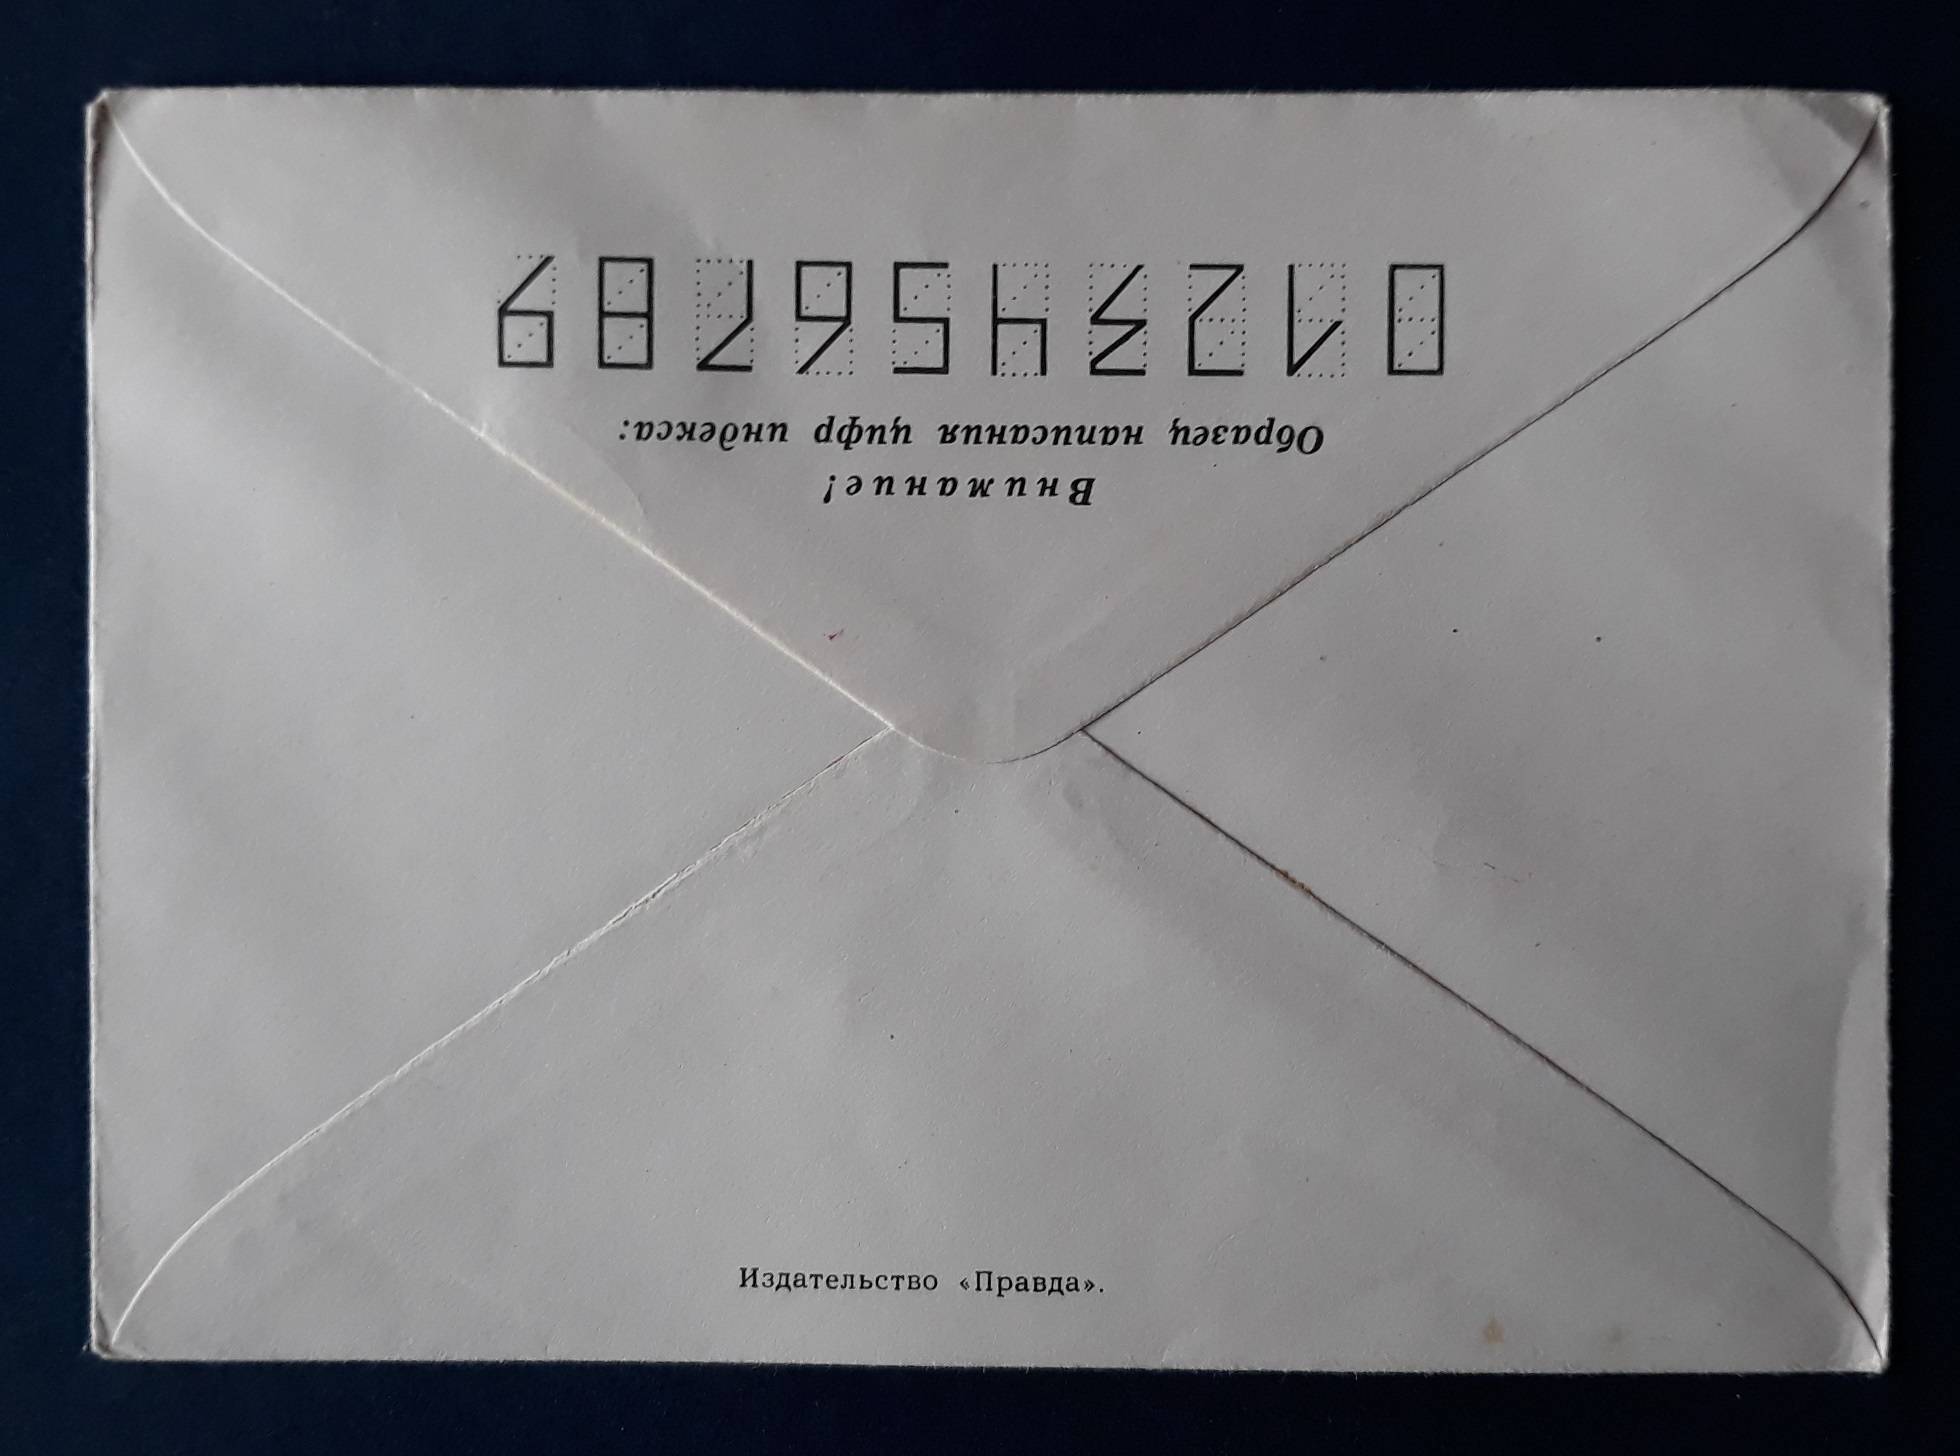 Внимание!
Образец написания цифр индекса:
0123456789
Издательство «Правда».